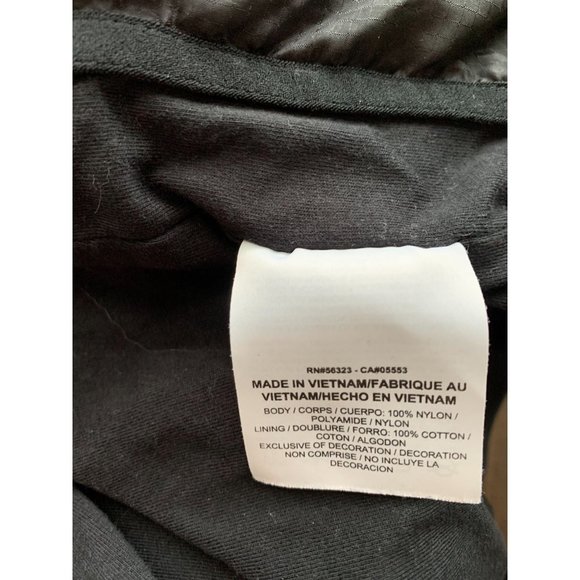 RN#56323 - CA#05553
MADE IN VIETNAM/FABRIQUE AU
VIETNAM/HECHO EN VIETNAM
BODY / CORPS / CUERPO: 100% NYLON /
POLYAMIDE / NYLON
LINING / DOUBLURE / FORRO: 100% COTTON /
COTON / ALGODON
EXCLUSIVE OF DECORATION / DECORATION
NON COMPRISE / NO INCLUYE LA
DECORACION